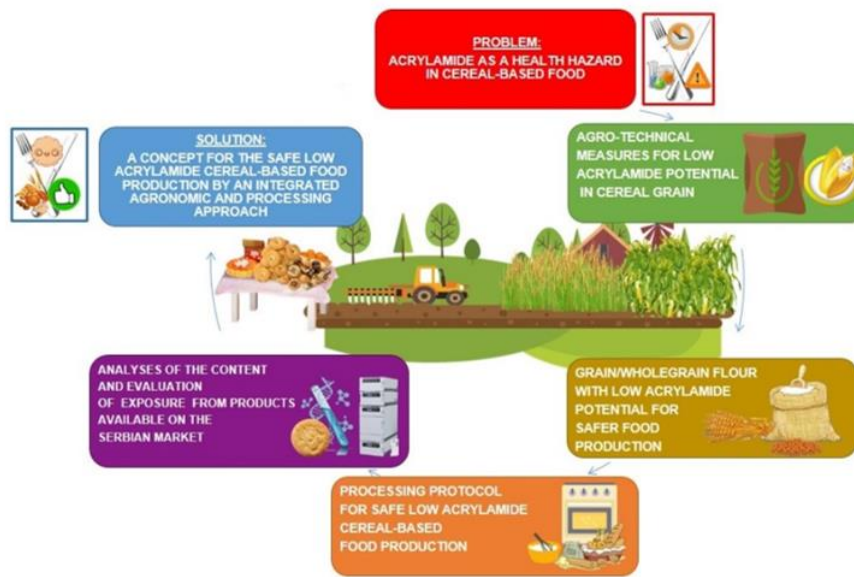 PROBLEM:
ACRYLAMIDE AS A HEALTH HAZARD
IN CEREAL-BASED FOOD
AGRO-TECHNICAL
MEASURES FOR LOW
ACRYLAMIDE POTENTIAL
IN CEREAL GRAIN
GRAIN/WHOLEGRAIN FLOUR
WITH LOW ACRYLAMIDE
POTENTIAL FOR
SAFER FOOD
PRODUCTION
PROCESSING PROTOCOL
FOR SAFE LOW ACRYLAMIDE
CEREAL-BASED
FOOD PRODUCTION
ANALYSES OF THE CONTENT
AND EVALUATION
OF EXPOSURE FROM PRODUCTS
AVAILABLE ON THE
SERBIAN MARKET
SOLUTION:
A CONCEPT FOR THE SAFE LOW
ACRYLAMIDE CEREAL-BASED FOOD
PRODUCTION BY AN INTEGRATED
AGRONOMIC AND PROCESSING
APPROACH